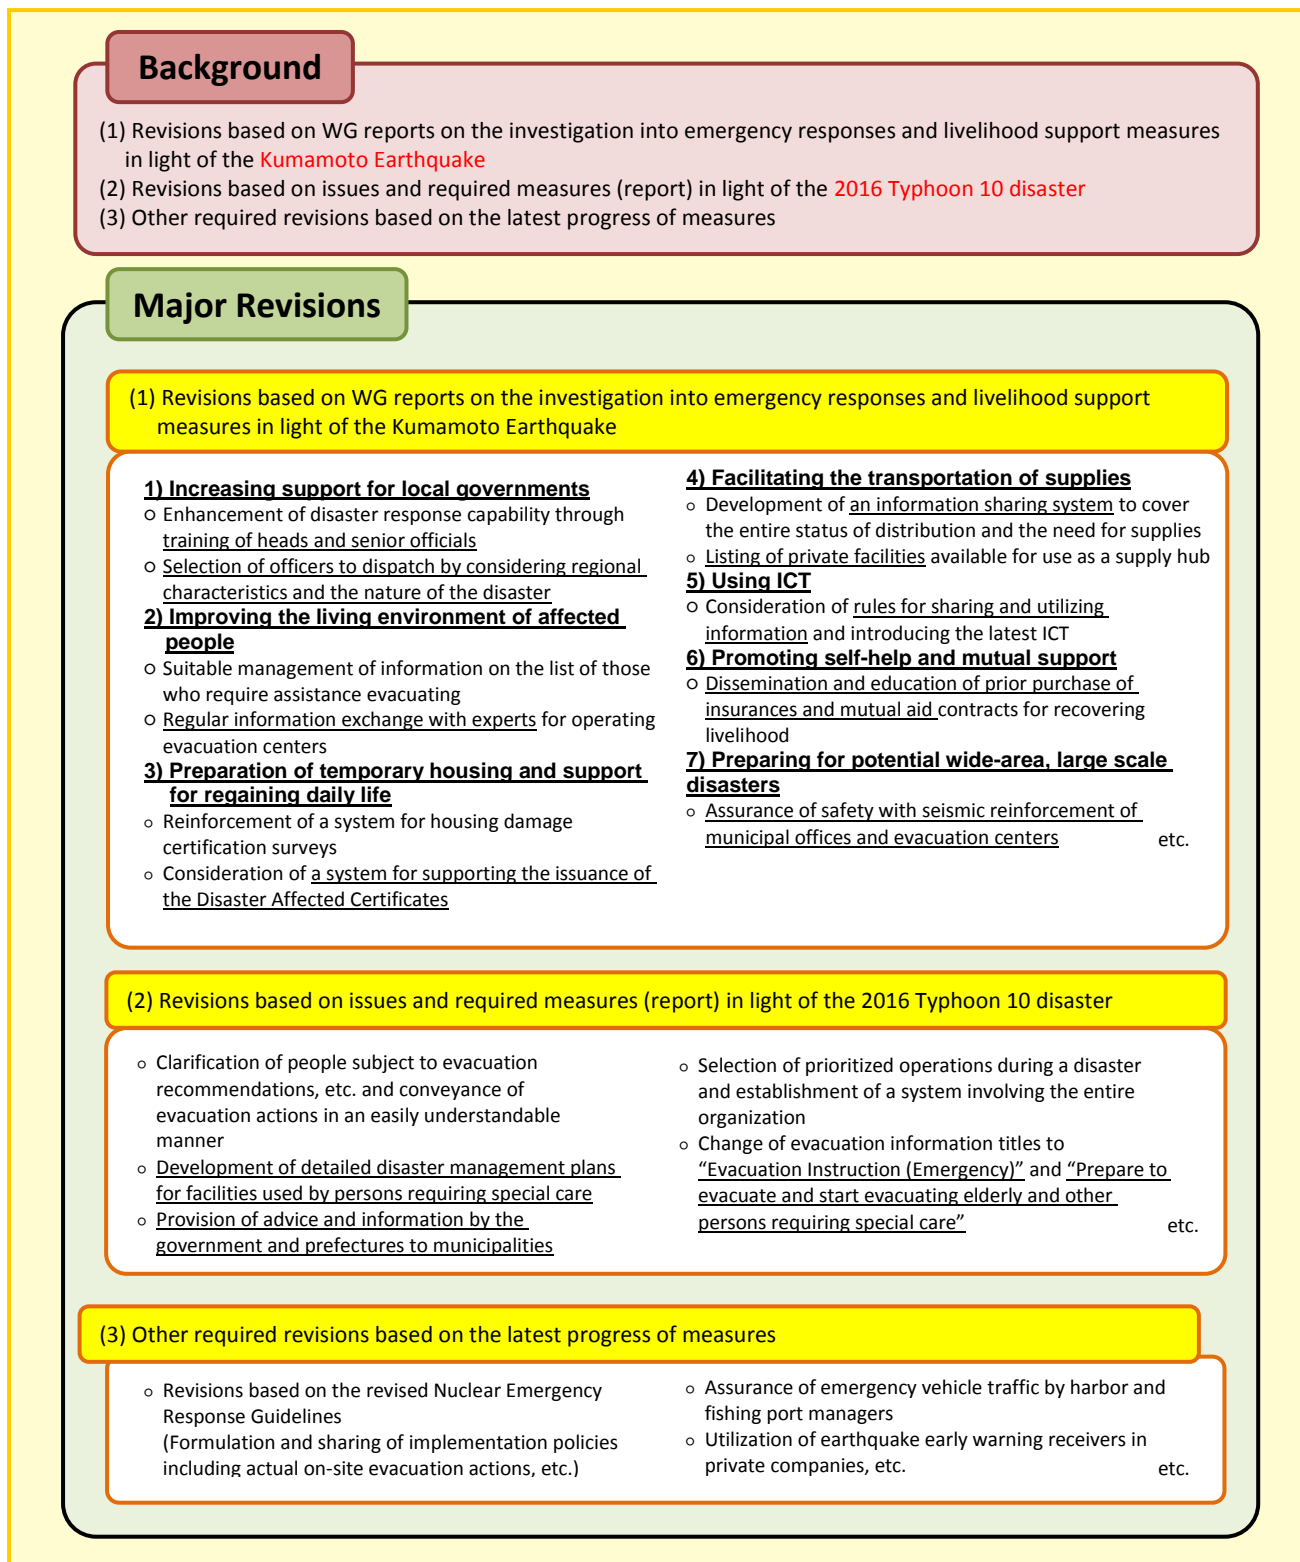 Background
(1) Revisions based on WG reports on the investigation into emergency responses and livelihood support measures
in light of the Kumamoto Earthquake
(2) Revisions based on issues and required measures (report) in light of the 2016 Typhoon 10 disaster
(3) Other required revisions based on the latest progress of measures
Major Revisions
(1) Revisions based on WG reports on the investigation into emergency responses and livelihood support
measures in light of the Kumamoto Earthquake
1) Increasing support for local governments
○ Enhancement of disaster response capability through
training of heads and senior officials
○ Selection of officers to dispatch by considering regional
characteristics and the nature of the disaster
2) Improving the living environment of affected
people
○ Suitable management of information on the list of those
who require assistance evacuating
○ Regular information exchange with experts for operating
evacuation centers
3) Preparation of temporary housing and support
for regaining daily life
○ Reinforcement of a system for housing damage
certification surveys
○ Consideration of a system for supporting the issuance of
the Disaster Affected Certificates
4) Facilitating the transportation of supplies
○ Development of an information sharing system to cover
the entire status of distribution and the need for supplies
○ Listing of private facilities available for use as a supply hub
5) Using ICT
○ Consideration of rules for sharing and utilizing
information and introducing the latest ICT
6) Promoting self-help and mutual support
○ Dissemination and education of prior purchase of
insurances and mutual aid contracts for recovering
livelihood
7) Preparing for potential wide-area, large scale
disasters
○ Assurance of safety with seismic reinforcement of
municipal offices and evacuation centers etc.
(2) Revisions based on issues and required measures (report) in light of the 2016 Typhoon 10 disaster
○ Clarification of people subject to evacuation
recommendations, etc. and conveyance of
evacuation actions in an easily understandable
manner
○ Development of detailed disaster management plans
for facilities used by persons requiring special care
○ Provision of advice and information by the
government and prefectures to municipalities
○ Selection of prioritized operations during a disaster
and establishment of a system involving the entire
organization
○ Change of evacuation information titles to
“Evacuation Instruction (Emergency)” and “Prepare to
evacuate and start evacuating elderly and other
persons requiring special care” etc.
(3) Other required revisions based on the latest progress of measures
○ Revisions based on the revised Nuclear Emergency
Response Guidelines
(Formulation and sharing of implementation policies
including actual on-site evacuation actions, etc.)
○ Assurance of emergency vehicle traffic by harbor and
fishing port managers
○ Utilization of earthquake early warning receivers in
private companies, etc. etc.